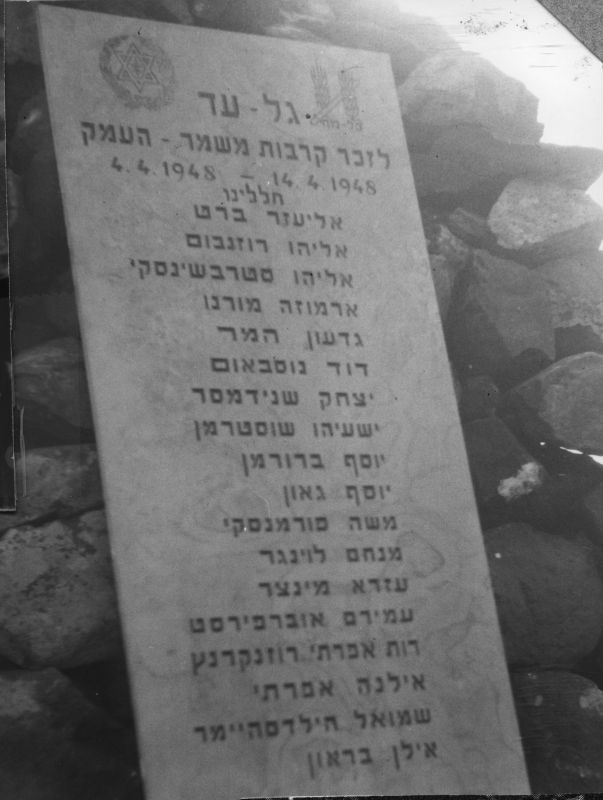 גל-עד
פל-מח
לזכר קרבות משמר - העמק
4.4.1948 - 14.4.1948
חללינו
אליעזר ברט
אליהו רוזנבום
אליהו סטרבשינסקי
ארמוזה מורנו
גדעון המר
דוד נוסבאום
יצחק שנידמסר
ישעיהו שוסטרמן
יוסף ברורמן
יוסף גאון
משה סורמנסקי
מנחם לוינגר
עזרא מינצר
עמירם אוברפירסט
רות אפרתי רוזנקרנץ
אילנה אפרתי
שמואל הילדסהיימר
אילן בראון